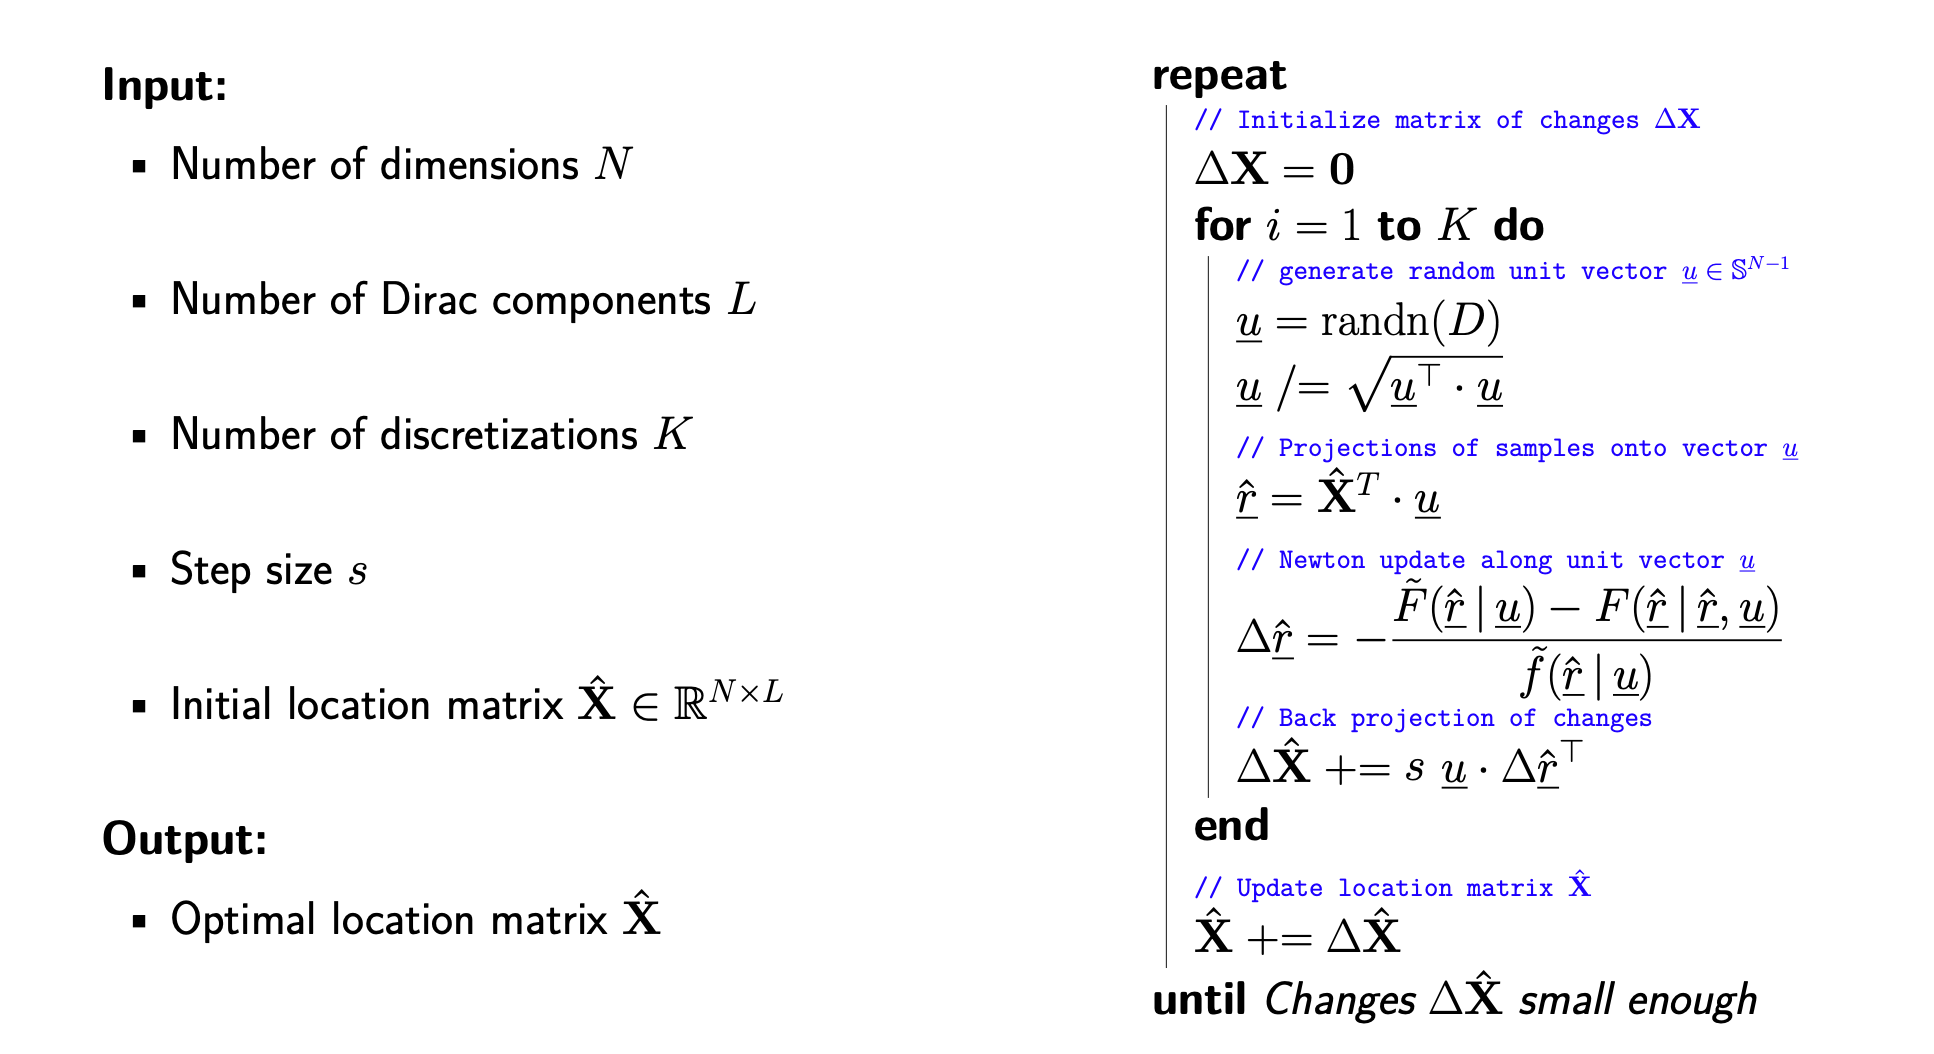 Input:
▪ Number of dimensions N
▪ Number of Dirac components L
▪ Number of discretizations K
▪ Step size s
▪ Initial location matrix $\hat{\mathbf{X}} \in \mathbb{R}^{N \times L}$
Output:
▪ Optimal location matrix $\hat{\mathbf{X}}$
repeat
// Initialize matrix of changes $\Delta\mathbf{X}$
$\Delta\mathbf{X} = \mathbf{0}$
for $i = 1$ to $K$ do
// generate random unit vector $\underline{u} \in \mathbb{S}^{N-1}$
$\underline{u} = \text{randn}(D)$
$\underline{u} \mathrel{/}= \sqrt{\underline{u}^\top \cdot \underline{u}}$
// Projections of samples onto vector $\underline{u}$
$\underline{\hat{r}} = \hat{\mathbf{X}}^T \cdot \underline{u}$
// Newton update along unit vector $\underline{u}$
$\Delta\underline{\hat{r}} = -\frac{\tilde{F}(\underline{\hat{r}} \,|\, \underline{u}) - F(\underline{\hat{r}} \,|\, \underline{\hat{r}}, \underline{u})}{\tilde{f}(\underline{\hat{r}} \,|\, \underline{u})}$
// Back projection of changes
$\Delta\hat{\mathbf{X}} \mathrel{+}= s \; \underline{u} \cdot \Delta\underline{\hat{r}}^\top$
end
// Update location matrix $\hat{\mathbf{X}}$
$\hat{\mathbf{X}} \mathrel{+}= \Delta\hat{\mathbf{X}}$
until Changes $\Delta\hat{\mathbf{X}}$ small enough